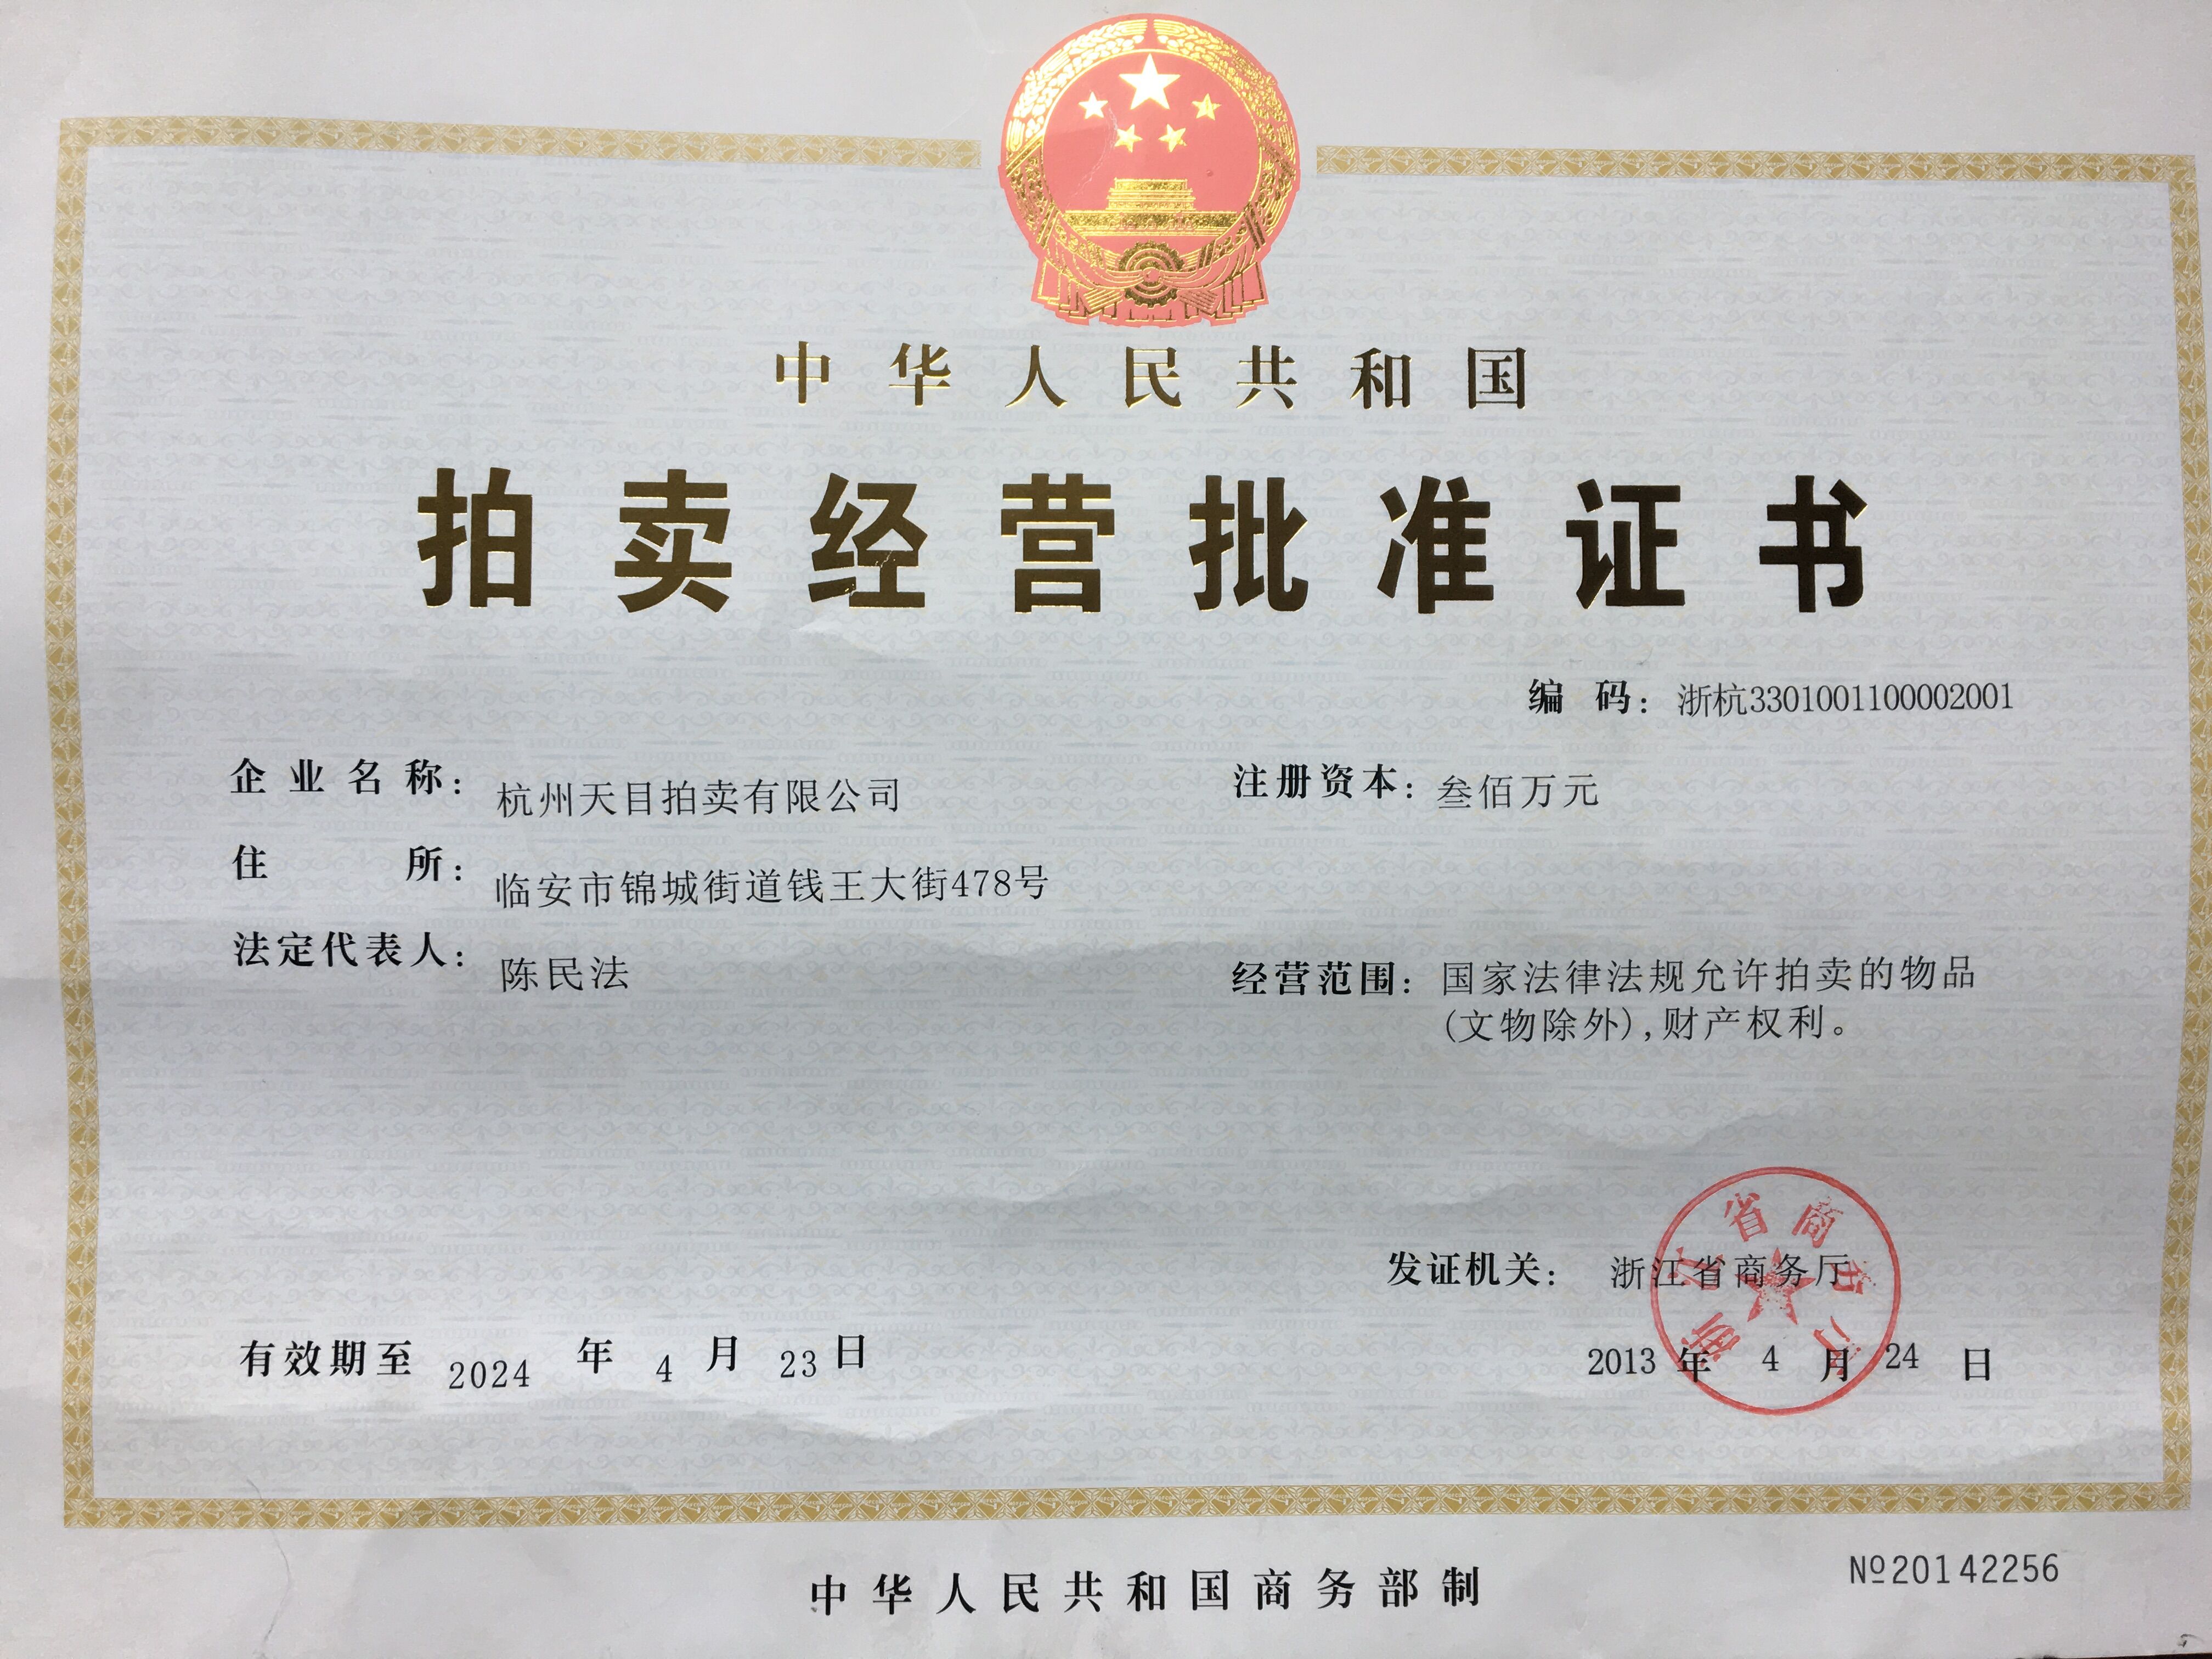 中华人民共和国
拍卖经营批准证书
编 码：浙杭3301001100002001
企业名称：杭州天目拍卖有限公司
注册资本：叁佰万元
住 所：临安市锦城街道钱王大街478号
法定代表人：陈民法
经营范围：国家法律法规允许拍卖的物品
(文物除外),财产权利。
发证机关：浙江省商务厅
浙江省商务厅
有效期至 2024 年 4 月 23 日
2013 年 4 月 24 日
中华人民共和国商务部制
№20142256